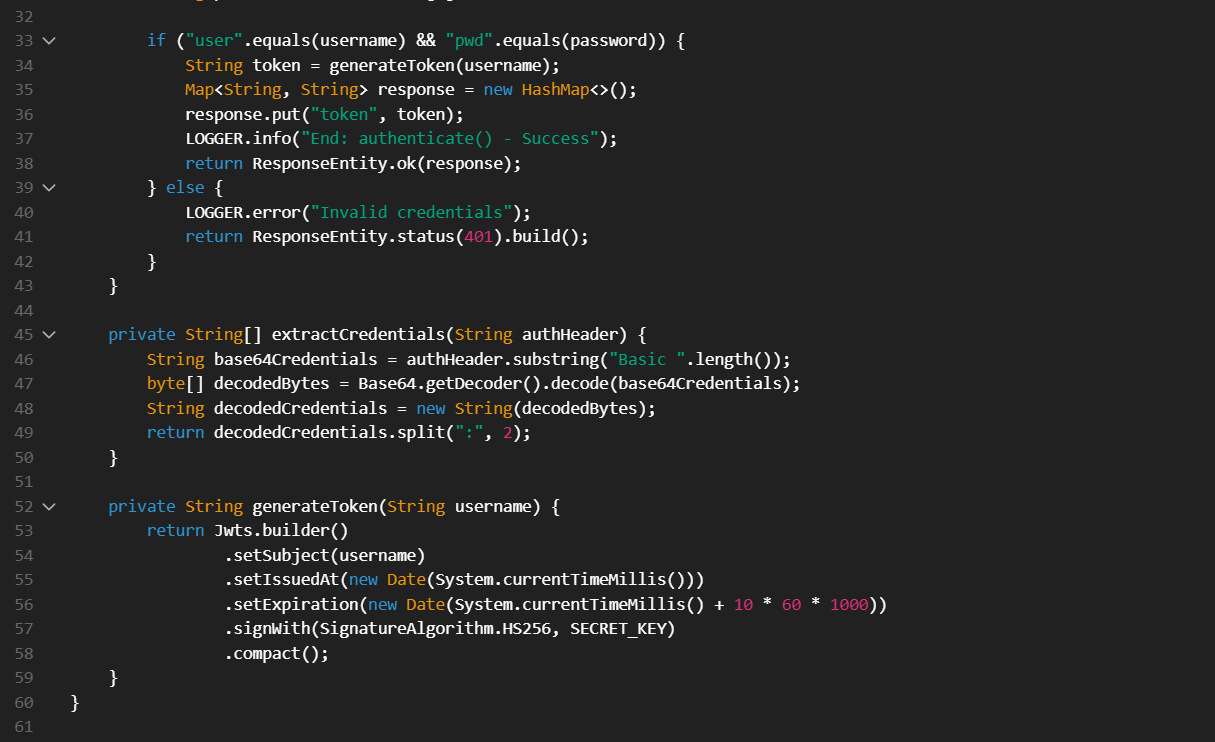 32
33         if ("user".equals(username) && "pwd".equals(password)) {
34             String token = generateToken(username);
35             Map<String, String> response = new HashMap<>();
36             response.put("token", token);
37             LOGGER.info("End: authenticate() - Success");
38             return ResponseEntity.ok(response);
39         } else {
40             LOGGER.error("Invalid credentials");
41             return ResponseEntity.status(401).build();
42         }
43     }
44
45     private String[] extractCredentials(String authHeader) {
46         String base64Credentials = authHeader.substring("Basic ".length());
47         byte[] decodedBytes = Base64.getDecoder().decode(base64Credentials);
48         String decodedCredentials = new String(decodedBytes);
49         return decodedCredentials.split(":", 2);
50     }
51
52     private String generateToken(String username) {
53         return Jwts.builder()
54                 .setSubject(username)
55                 .setIssuedAt(new Date(System.currentTimeMillis()))
56                 .setExpiration(new Date(System.currentTimeMillis() + 10 * 60 * 1000))
57                 .signWith(SignatureAlgorithm.HS256, SECRET_KEY)
58                 .compact();
59     }
60 }
61